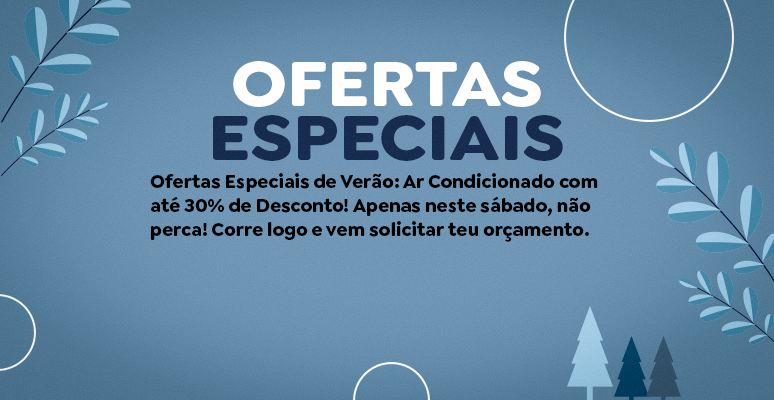 OFERTAS
ESPECIAIS
Ofertas Especiais de Verão: Ar Condicionado com
até 30% de Desconto! Apenas neste sábado, não
perca! Corre logo e vem solicitar teu orçamento.